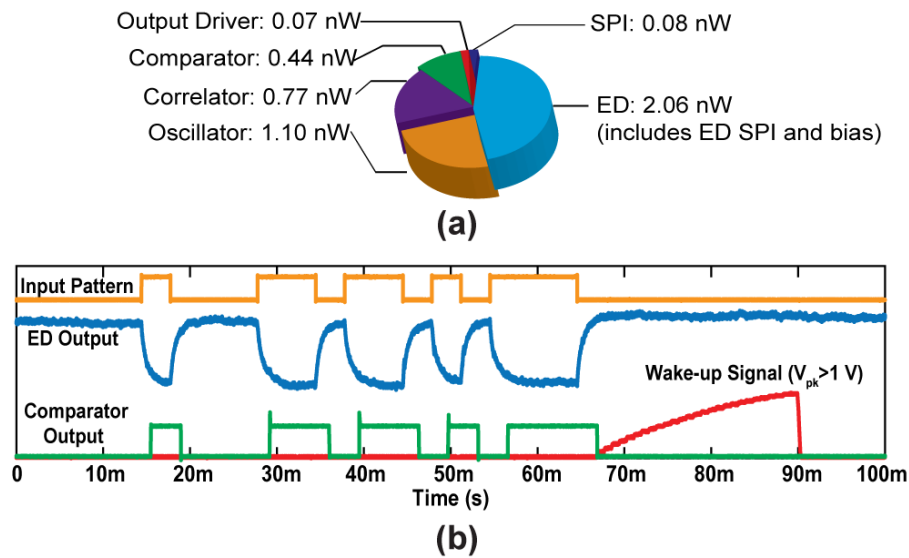 Output Driver: 0.07 nW
SPI: 0.08 nW
Comparator: 0.44 nW
Correlator: 0.77 nW
ED: 2.06 nW
(includes ED SPI and bias)
Oscillator: 1.10 nW
(a)
Input Pattern
ED Output
Wake-up Signal (Vpk>1 V)
Comparator
Output
0 10m 20m 30m 40m 50m 60m 70m 80m 90m 100m
Time (s)
(b)